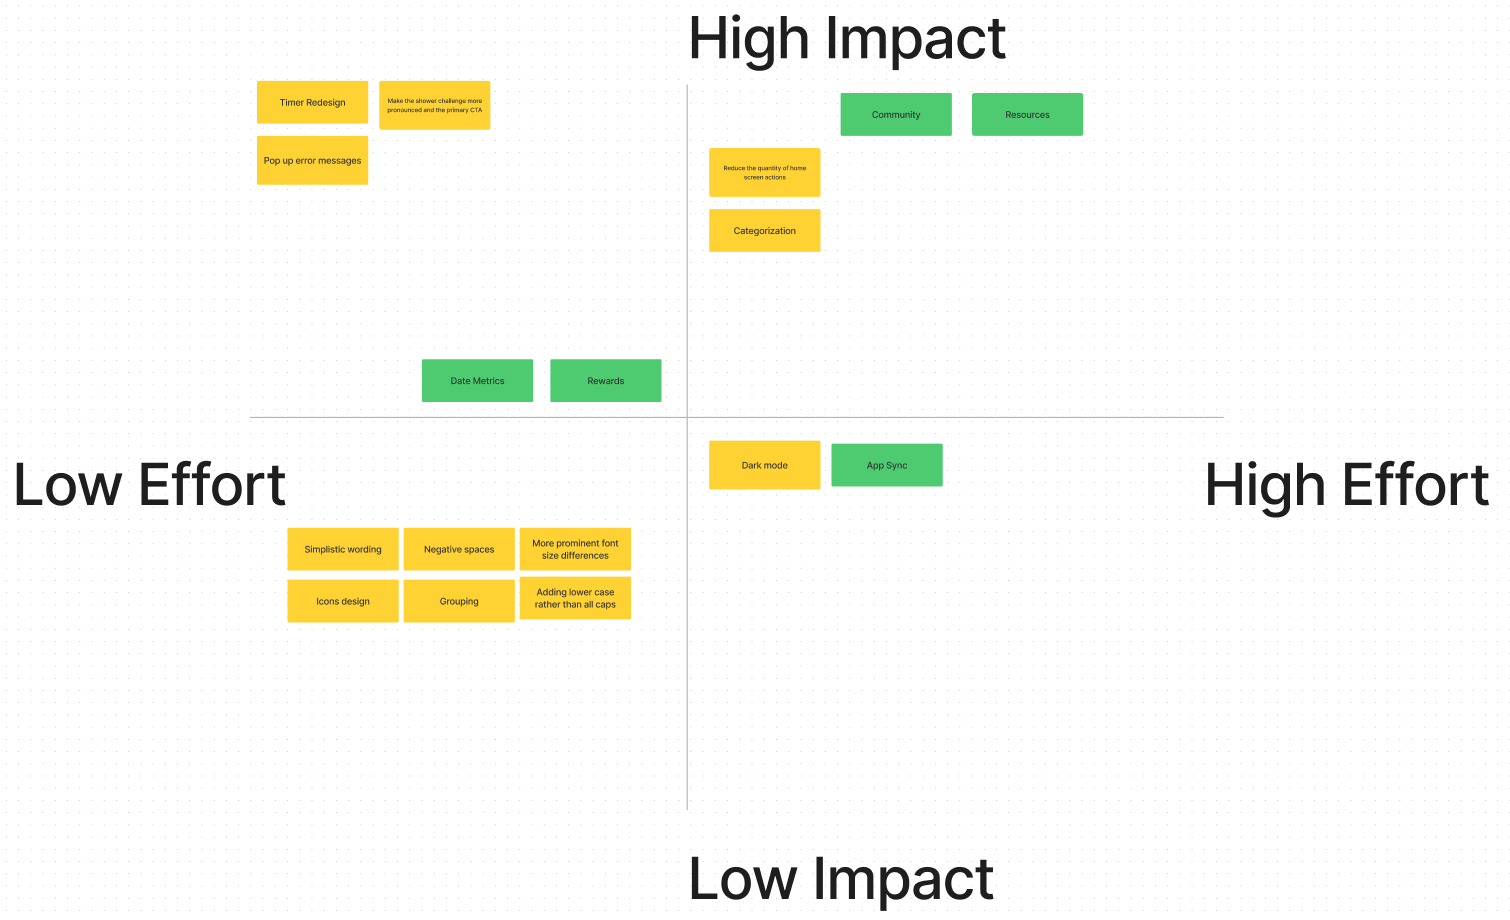 High Impact
Timer Redesign
Make the shower challenge more
pronounced and the primary CTA
Pop up error messages
Community
Resources
Reduce the quantity of home
screen actions
Categorization
Date Metrics
Rewards
Low Effort
High Effort
Dark mode
App Sync
Simplistic wording
Negative spaces
More prominent font
size differences
Icons design
Grouping
Adding lower case
rather than all caps
Low Impact